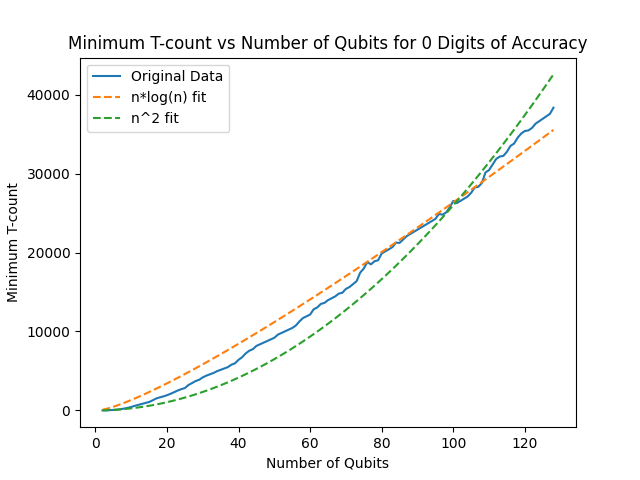 Minimum T-count vs Number of Qubits for 0 Digits of Accuracy
Original Data
n*log(n) fit
n^2 fit
40000
30000
20000
10000
0
Minimum T-count
0 20 40 60 80 100 120
Number of Qubits